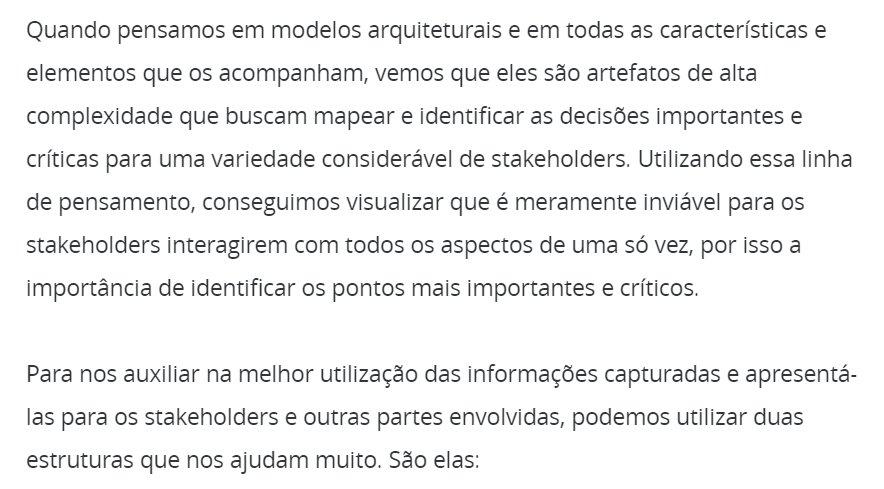 Quando pensamos em modelos arquiteturais e em todas as características e
elementos que os acompanham, vemos que eles são artefatos de alta
complexidade que buscam mapear e identificar as decisões importantes e
críticas para uma variedade considerável de stakeholders. Utilizando essa linha
de pensamento, conseguimos visualizar que é meramente inviável para os
stakeholders interagirem com todos os aspectos de uma só vez, por isso a
importância de identificar os pontos mais importantes e críticos.
Para nos auxiliar na melhor utilização das informações capturadas e apresentá-
las para os stakeholders e outras partes envolvidas, podemos utilizar duas
estruturas que nos ajudam muito. São elas: